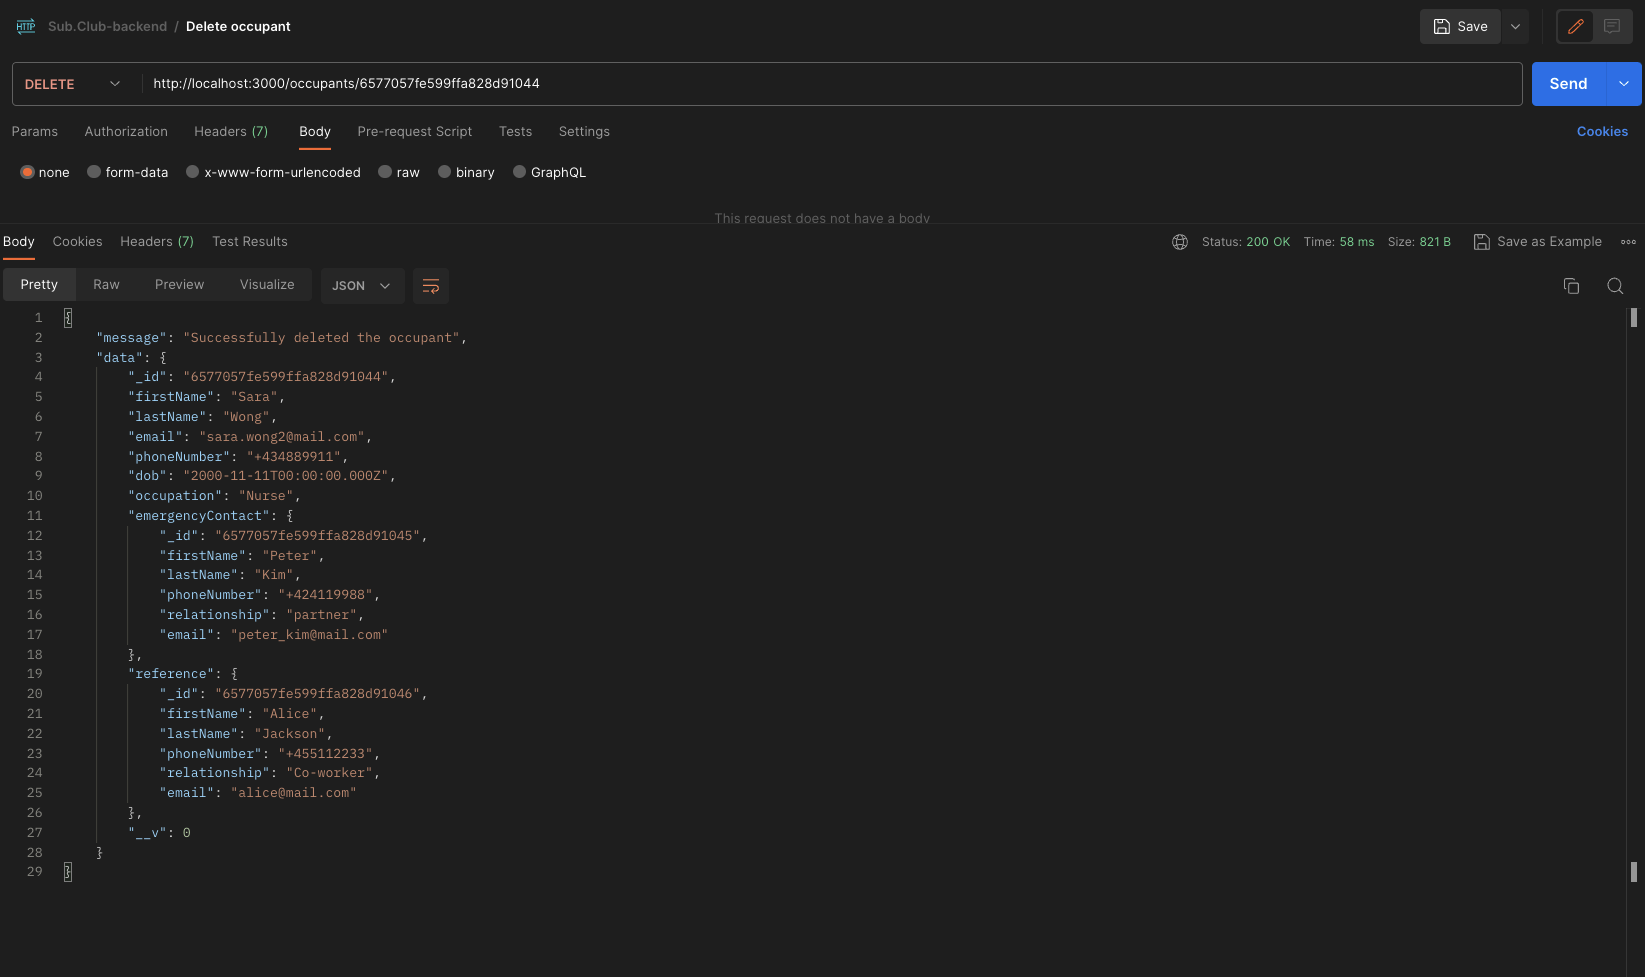 HTTP Sub.Club-backend / Delete occupant Save
DELETE http://localhost:3000/occupants/6577057fe599ffa828d91044 Send
Params Authorization Headers (7) Body Pre-request Script Tests Settings Cookies
none form-data x-www-form-urlencoded raw binary GraphQL
This request does not have a body
Body Cookies Headers (7) Test Results Status: 200 OK Time: 58 ms Size: 821 B Save as Example
Pretty Raw Preview Visualize JSON
1 {
2 "message": "Successfully deleted the occupant",
3 "data": {
4 "_id": "6577057fe599ffa828d91044",
5 "firstName": "Sara",
6 "lastName": "Wong",
7 "email": "sara.wong2@mail.com",
8 "phoneNumber": "+434889911",
9 "dob": "2000-11-11T00:00:00.000Z",
10 "occupation": "Nurse",
11 "emergencyContact": {
12 "_id": "6577057fe599ffa828d91045",
13 "firstName": "Peter",
14 "lastName": "Kim",
15 "phoneNumber": "+424119988",
16 "relationship": "partner",
17 "email": "peter_kim@mail.com"
18 },
19 "reference": {
20 "_id": "6577057fe599ffa828d91046",
21 "firstName": "Alice",
22 "lastName": "Jackson",
23 "phoneNumber": "+455112233",
24 "relationship": "Co-worker",
25 "email": "alice@mail.com"
26 },
27 "__v": 0
28 }
29 }